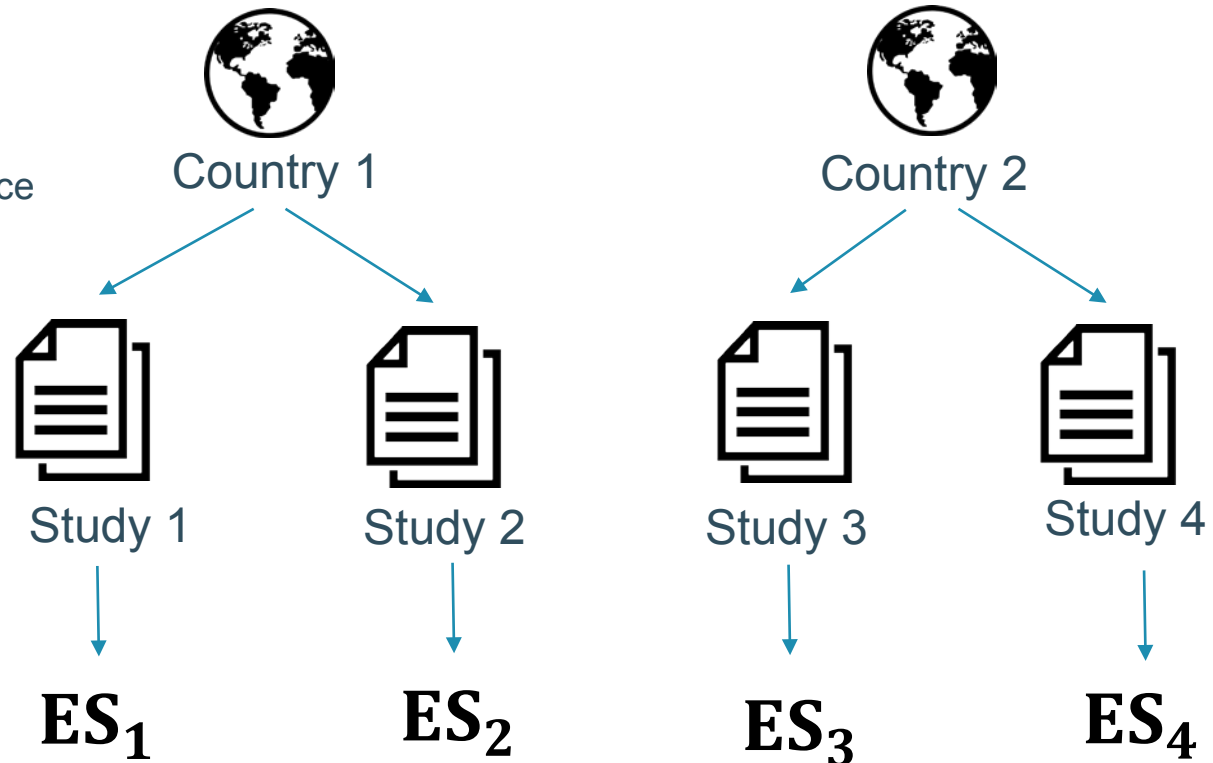 Country 1
Country 2
ce
Study 1
Study 2
Study 3
Study 4
ES₁
ES₂
ES₃
ES₄